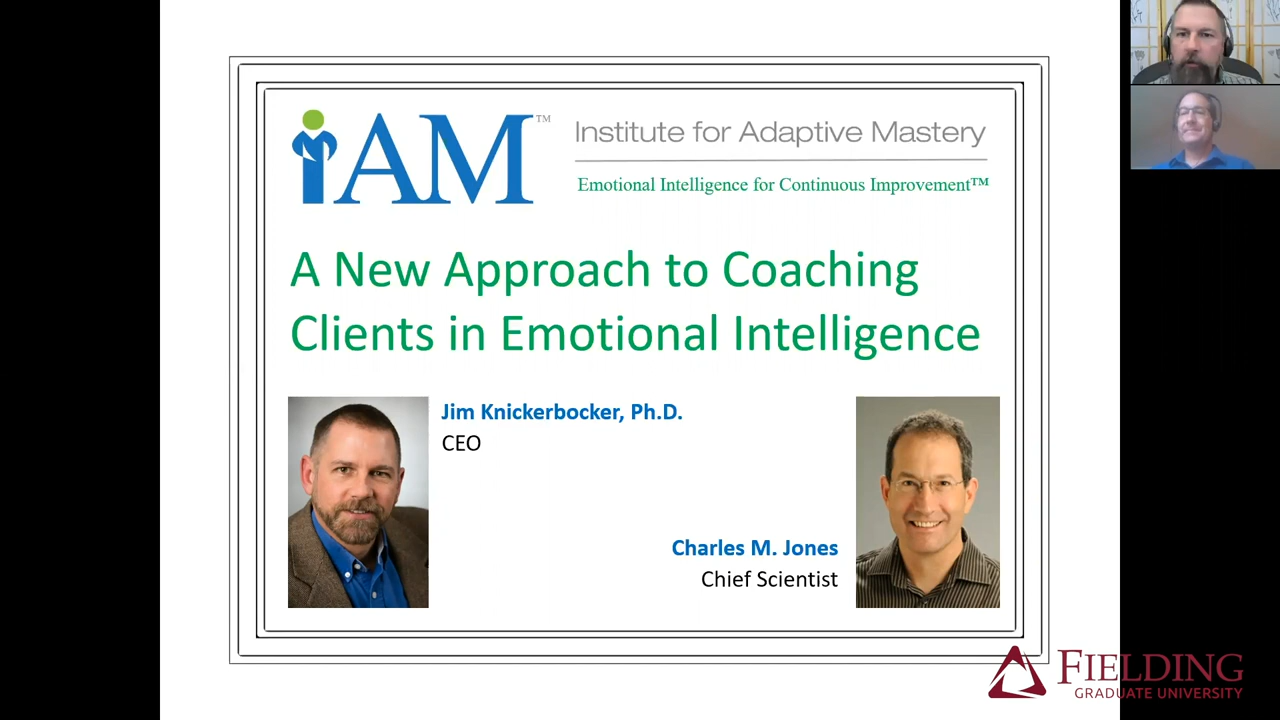 iAM™
Institute for Adaptive Mastery
Emotional Intelligence for Continuous Improvement™
A New Approach to Coaching
Clients in Emotional Intelligence
Jim Knickerbocker, Ph.D.
CEO
Charles M. Jones
Chief Scientist
FIELDING
GRADUATE UNIVERSITY